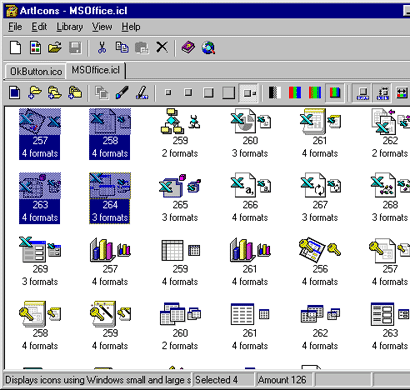 ArtIcons - MSOffice.icl
File Edit Library View Help
OkButton.ico MSOffice.icl
257 258 259 260 261 262
4 formats 4 formats 2 formats 3 formats 4 formats 2 formats
263 264 265 266 267 268
4 formats 3 formats 3 formats 4 formats 3 formats 3 formats
269 257 259 261 256 257
3 formats 4 formats 4 formats 4 formats 4 formats 4 formats
258 259 260 261 262 263
4 formats 4 formats 2 formats 4 formats 4 formats 4 formats
Displays icons using Windows small and large s Selected 4 Amount 126